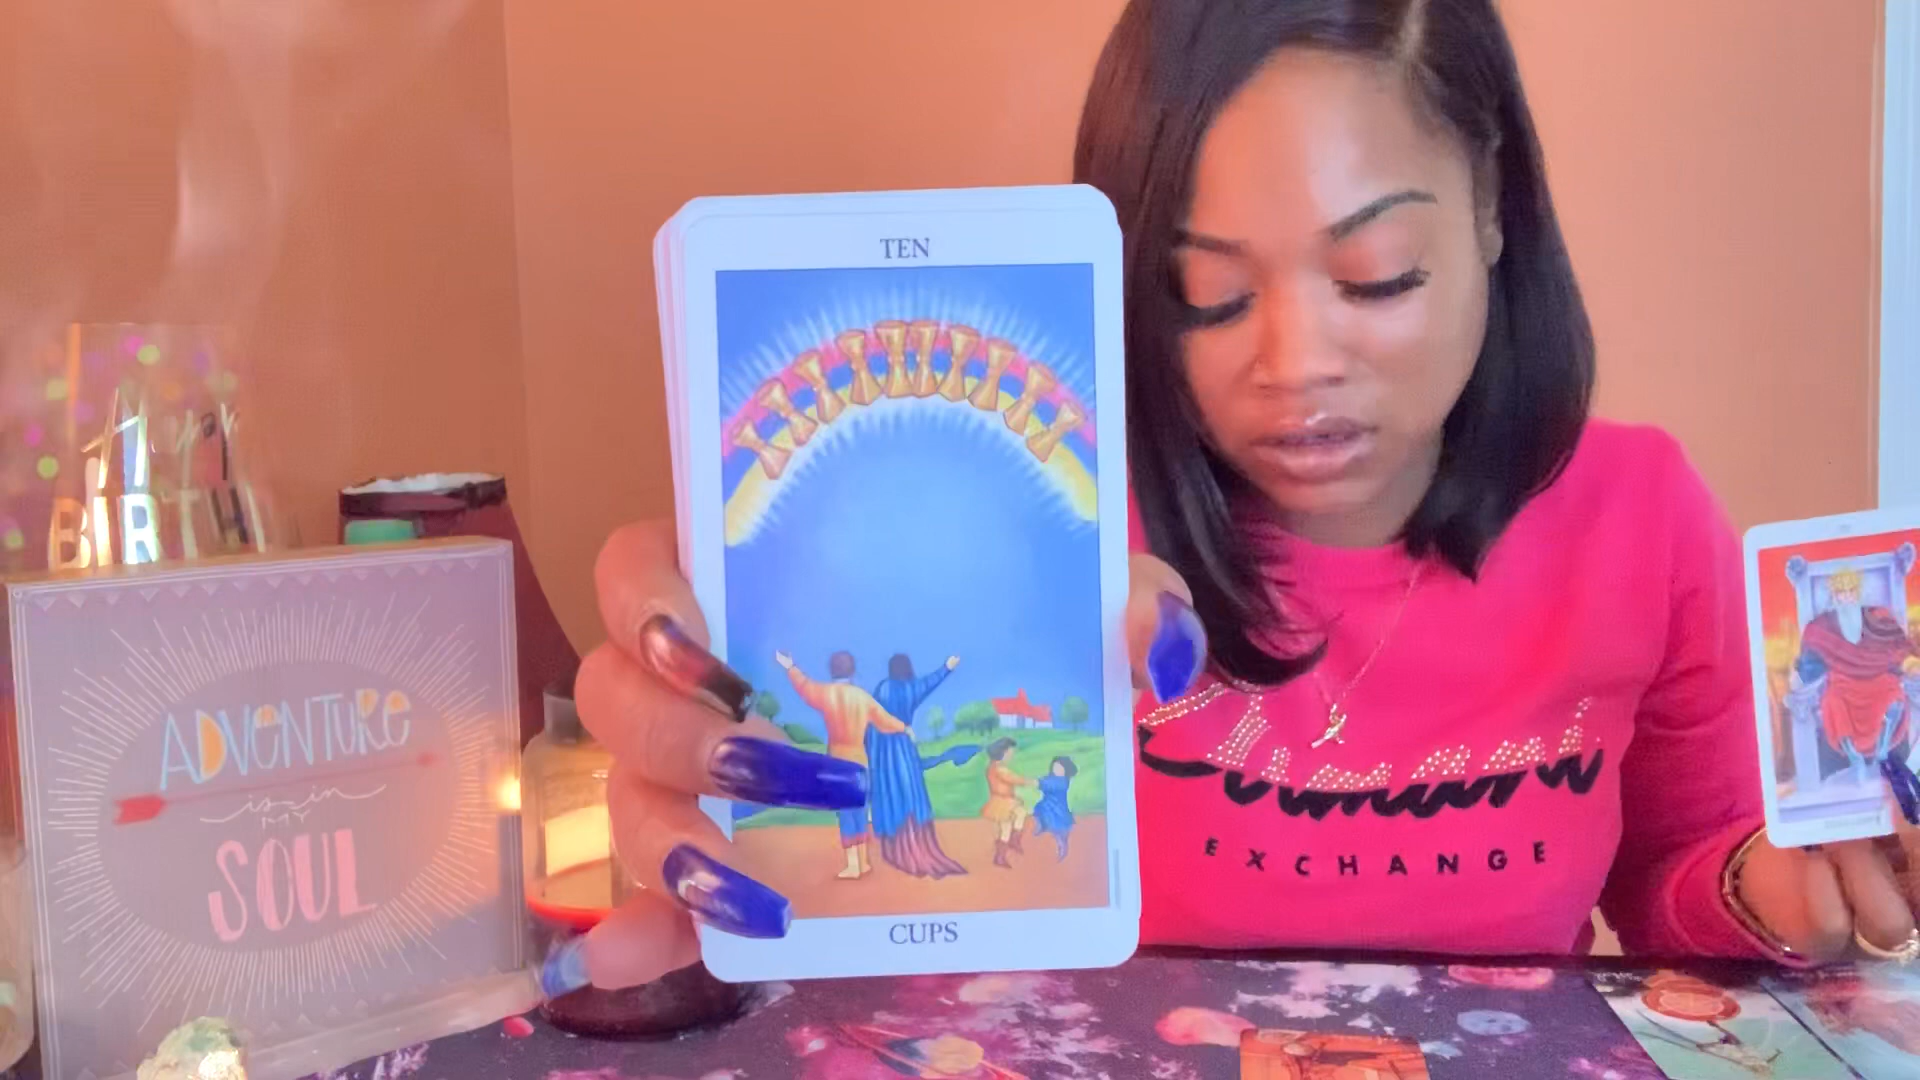 TEN
CUPS
BIRTH
ADVENTURE
is in
MY
SOUL
EXCHANGE